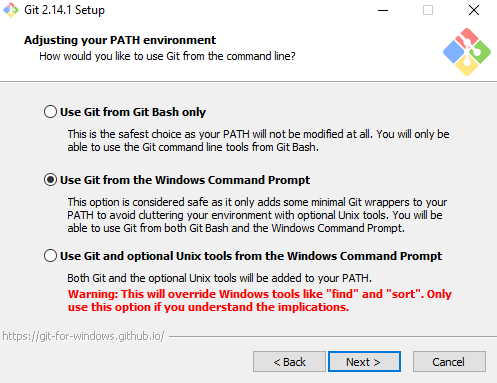 Git 2.14.1 Setup
Adjusting your PATH environment
How would you like to use Git from the command line?
Use Git from Git Bash only
This is the safest choice as your PATH will not be modified at all. You will only be
able to use the Git command line tools from Git Bash.
Use Git from the Windows Command Prompt
This option is considered safe as it only adds some minimal Git wrappers to your
PATH to avoid cluttering your environment with optional Unix tools. You will be
able to use Git from both Git Bash and the Windows Command Prompt.
Use Git and optional Unix tools from the Windows Command Prompt
Both Git and the optional Unix tools will be added to your PATH.
Warning: This will override Windows tools like "find" and "sort". Only
use this option if you understand the implications.
https://git-for-windows.github.io/
< Back
Next >
Cancel